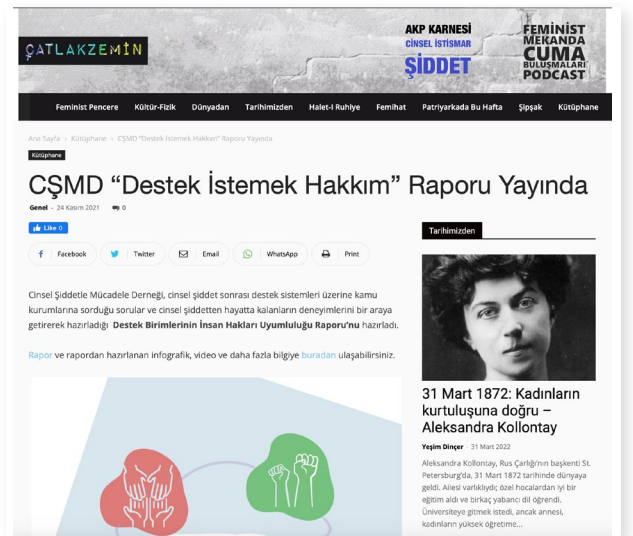 ÇATLAKZEMİN
AKP KARNESİ
CİNSEL İSTİSMAR
ŞİDDET
FEMİNİST
MEKANDA
CUMA
BULUŞMALARI
PODCAST
Feminist Pencere Kültür-Fizik Dünyadan Tarihimizden Halet-I Ruhiye Femihat Patriyarkada Bu Hafta Şipşak Kütüphane
Ana Sayfa › Kütüphane › CŞMD “Destek İstemek Hakkım” Raporu Yayında
Kütüphane
CŞMD “Destek İstemek Hakkım” Raporu Yayında
Genel - 24 Kasım 2021 0
Like 0
Facebook Twitter Email WhatsApp Print
Cinsel Şiddetle Mücadele Derneği, cinsel şiddet sonrası destek sistemleri üzerine kamu
kurumlarına sorduğu sorular ve cinsel şiddetten hayatta kalanların deneyimlerini bir araya
getirerek hazırladığı Destek Birimlerinin İnsan Hakları Uyumluluğu Raporu’nu hazırladı.
Rapor ve rapordan hazırlanan infografik, video ve daha fazla bilgiye buradan ulaşabilirsiniz.
Tarihimizden
31 Mart 1872: Kadınların
kurtuluşuna doğru –
Aleksandra Kollontay
Yeşim Dinçer - 31 Mart 2022
Aleksandra Kollontay, Rus Çarlığı’nın başkenti St.
Petersburg’da, 31 Mart 1872 tarihinde dünyaya
geldi. Ailesi varlıklıydı; özel hocalardan iyi bir
eğitim aldı ve birkaç yabancı dil öğrendi.
Üniversiteye gitmek istedi, ancak annesi,
kadınların yüksek öğretime...